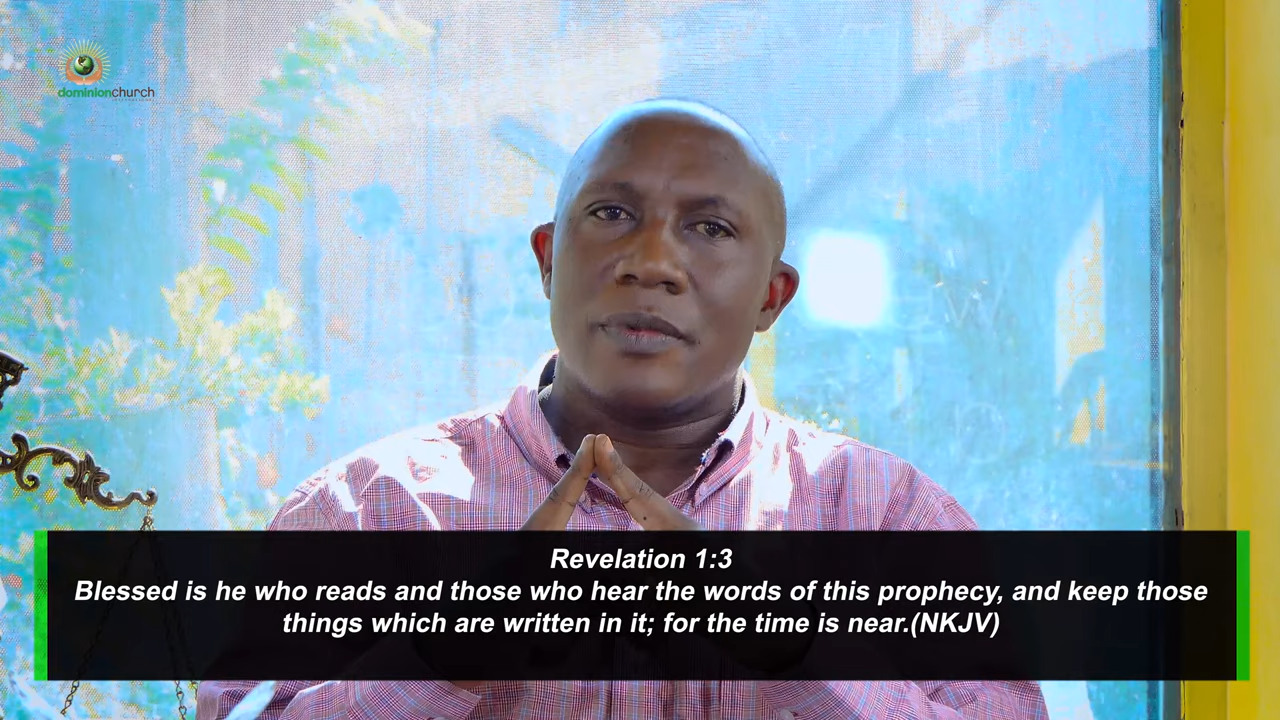 dominionchurch
INTERNATIONAL
Revelation 1:3
Blessed is he who reads and those who hear the words of this prophecy, and keep those
things which are written in it; for the time is near.(NKJV)